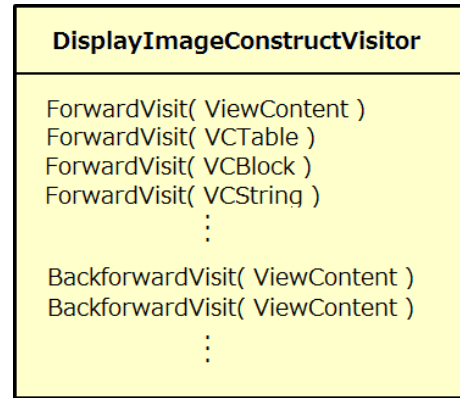 DisplayImageConstructVisitor
ForwardVisit( ViewContent )
ForwardVisit( VCTable )
ForwardVisit( VCBlock )
ForwardVisit( VCString )
⋮
BackforwardVisit( ViewContent )
BackforwardVisit( ViewContent )
⋮